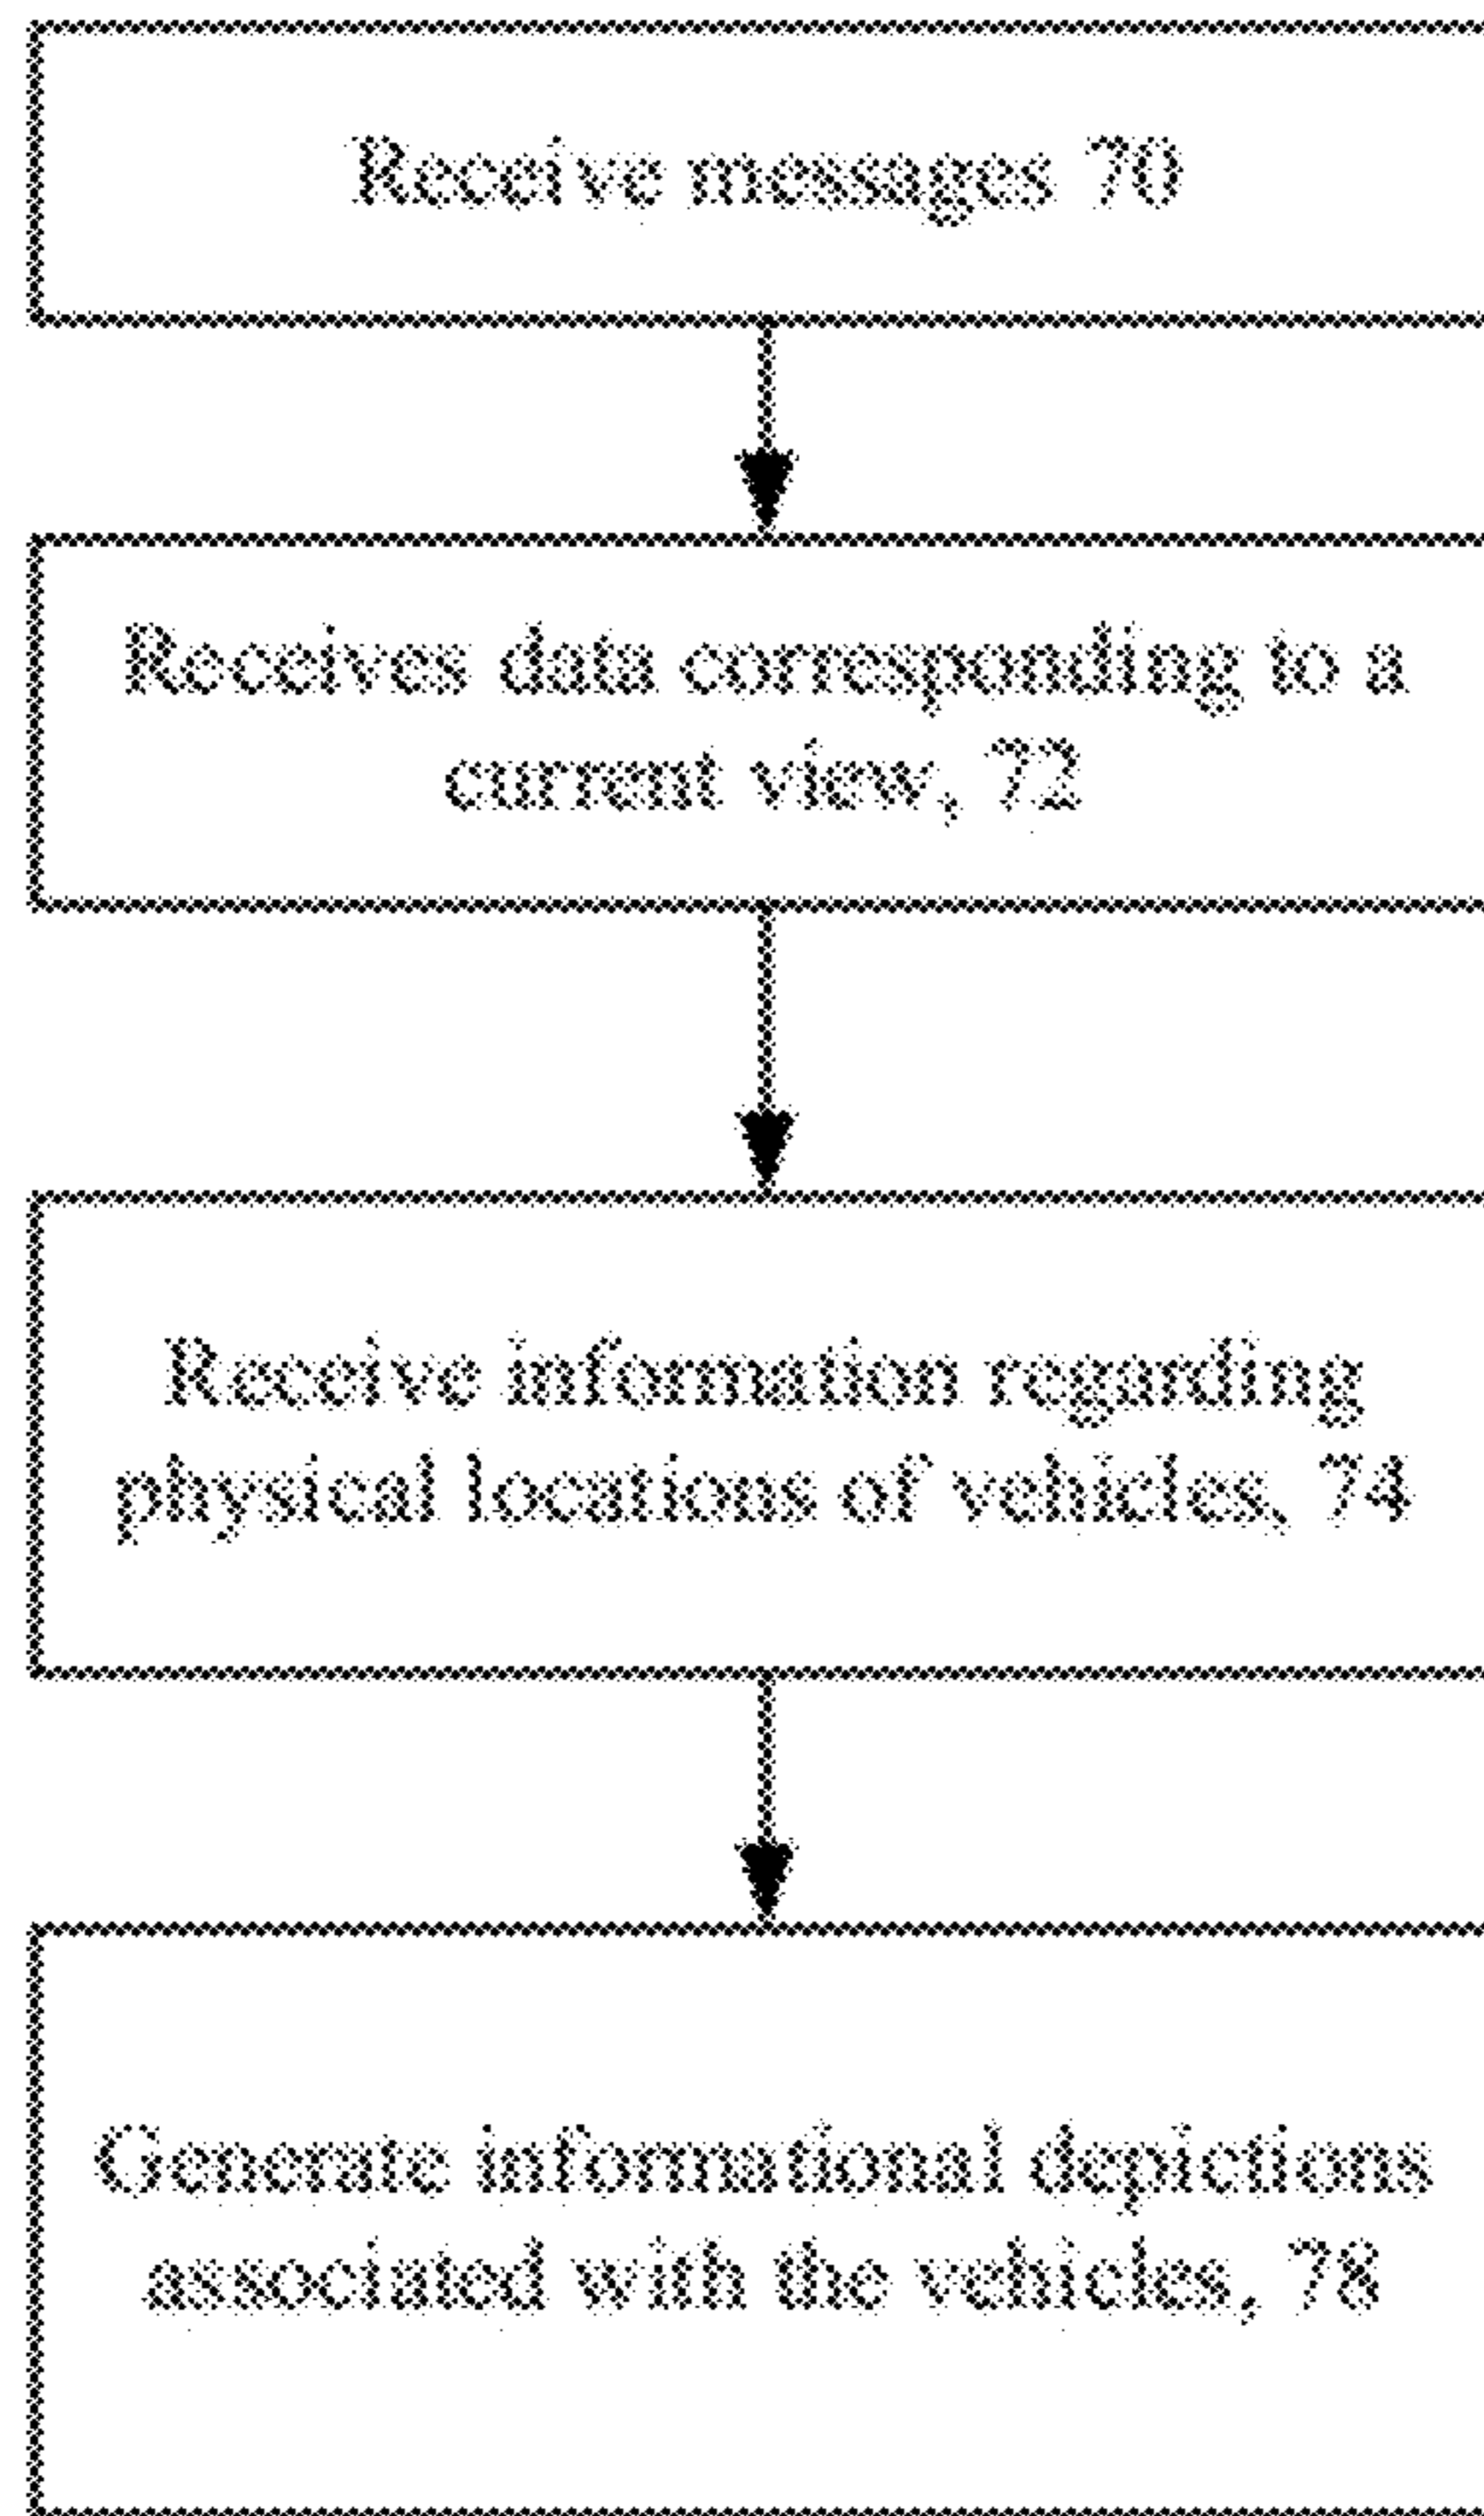 Receive messages 70
Receives data corresponding to a
current view, 72
Receive information regarding
physical locations of vehicles, 74
Generate informational depictions
associated with the vehicles, 78